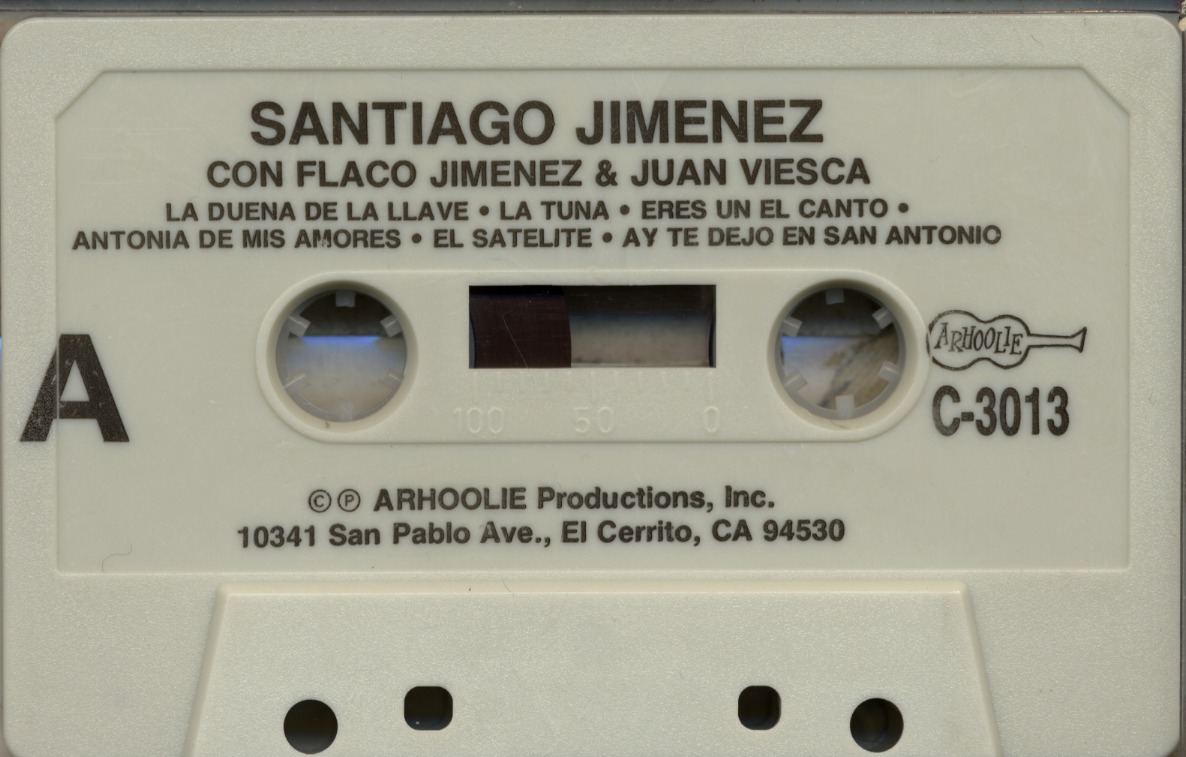 SANTIAGO JIMENEZ
CON FLACO JIMENEZ & JUAN VIESCA
LA DUENA DE LA LLAVE • LA TUNA • ERES UN EL CANTO •
ANTONIA DE MIS AMORES • EL SATELITE • AY TE DEJO EN SAN ANTONIO
A
ARHOOLIE
C-3013
100 50 0
©℗ ARHOOLIE Productions, Inc.
10341 San Pablo Ave., El Cerrito, CA 94530